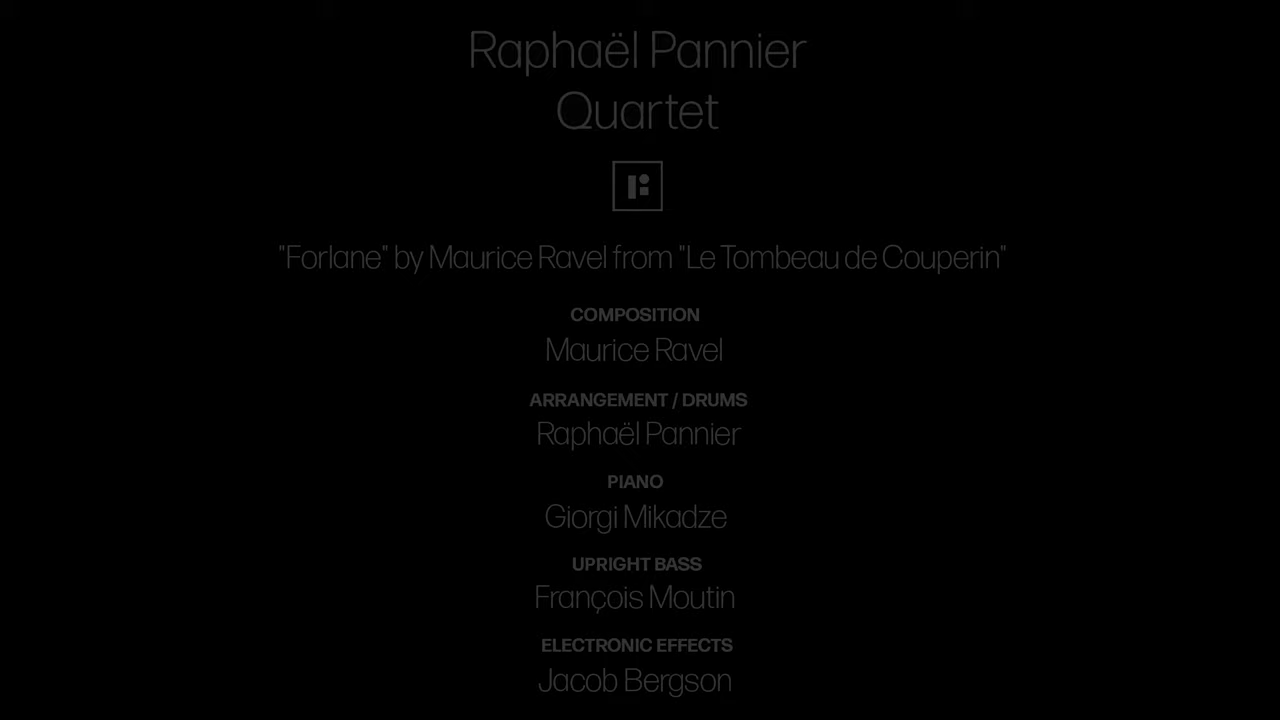 Raphaël Pannier
Quartet
"Forlane" by Maurice Ravel from "Le Tombeau de Couperin"
COMPOSITION
Maurice Ravel
ARRANGEMENT / DRUMS
Raphaël Pannier
PIANO
Giorgi Mikadze
UPRIGHT BASS
François Moutin
ELECTRONIC EFFECTS
Jacob Bergson